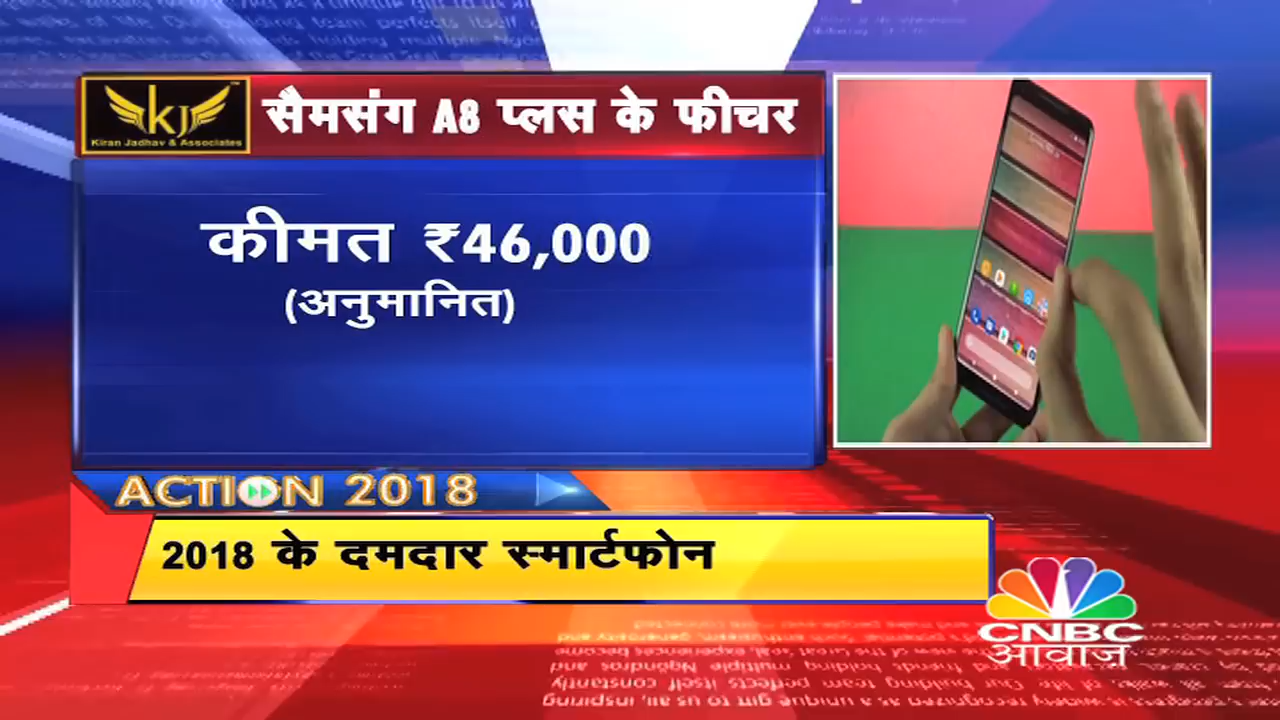 KJ
Kiran Jadhav & Associates
सैमसंग A8 प्लस के फीचर
कीमत ₹46,000
(अनुमानित)
ACTION 2018
2018 के दमदार स्मार्टफोन
CNBC
आवाज़